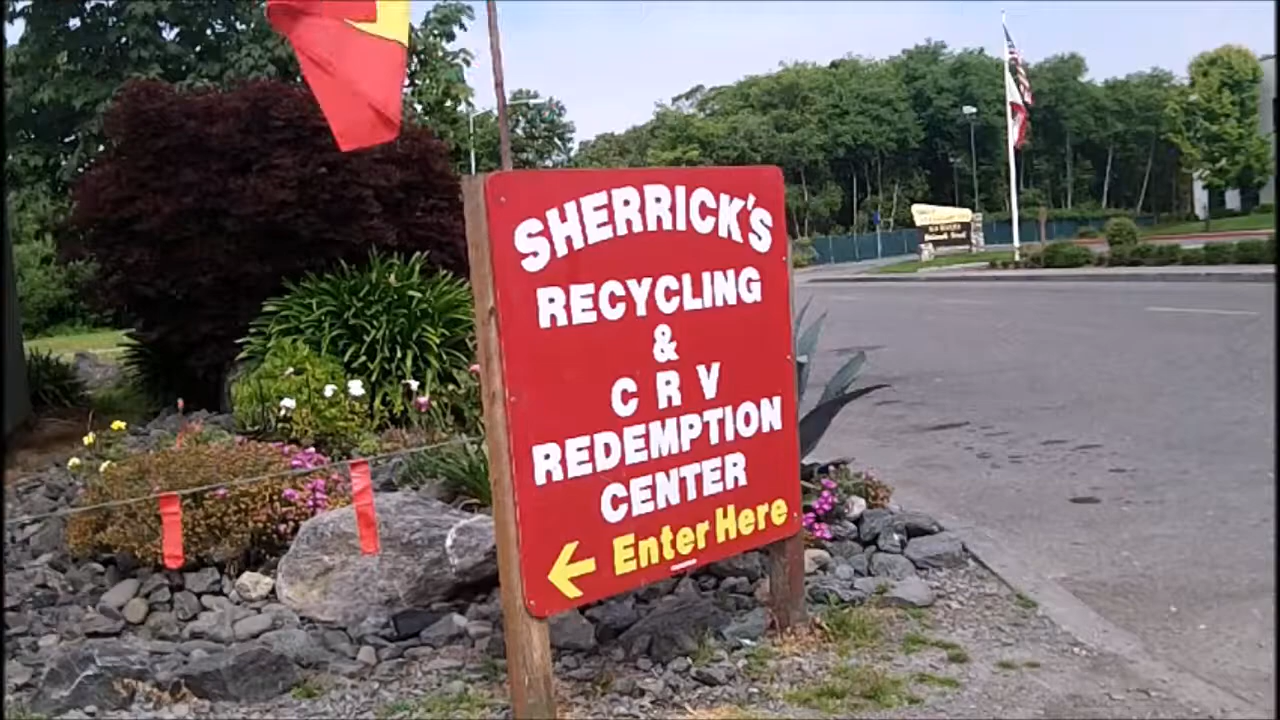 SHERRICK'S
RECYCLING
&
C R V
REDEMPTION
CENTER
← Enter Here